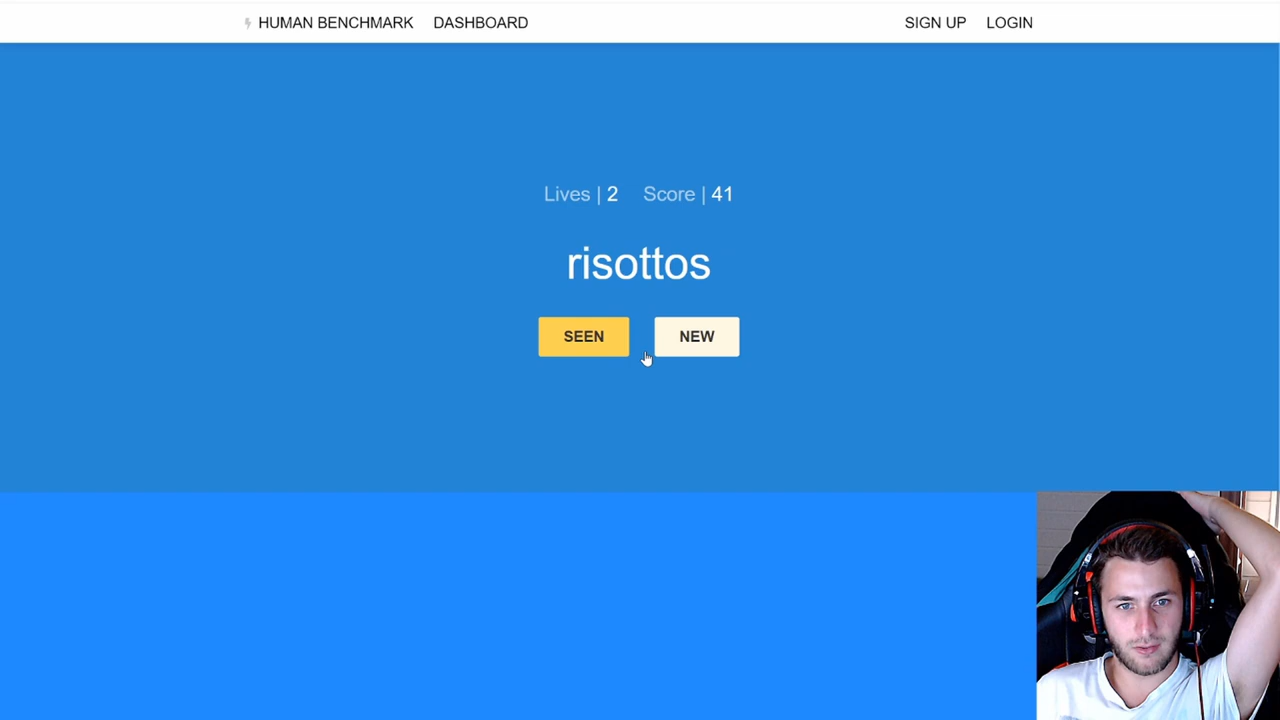 HUMAN BENCHMARK DASHBOARD SIGN UP LOGIN
Lives | 2 Score | 41
risottos
SEEN NEW